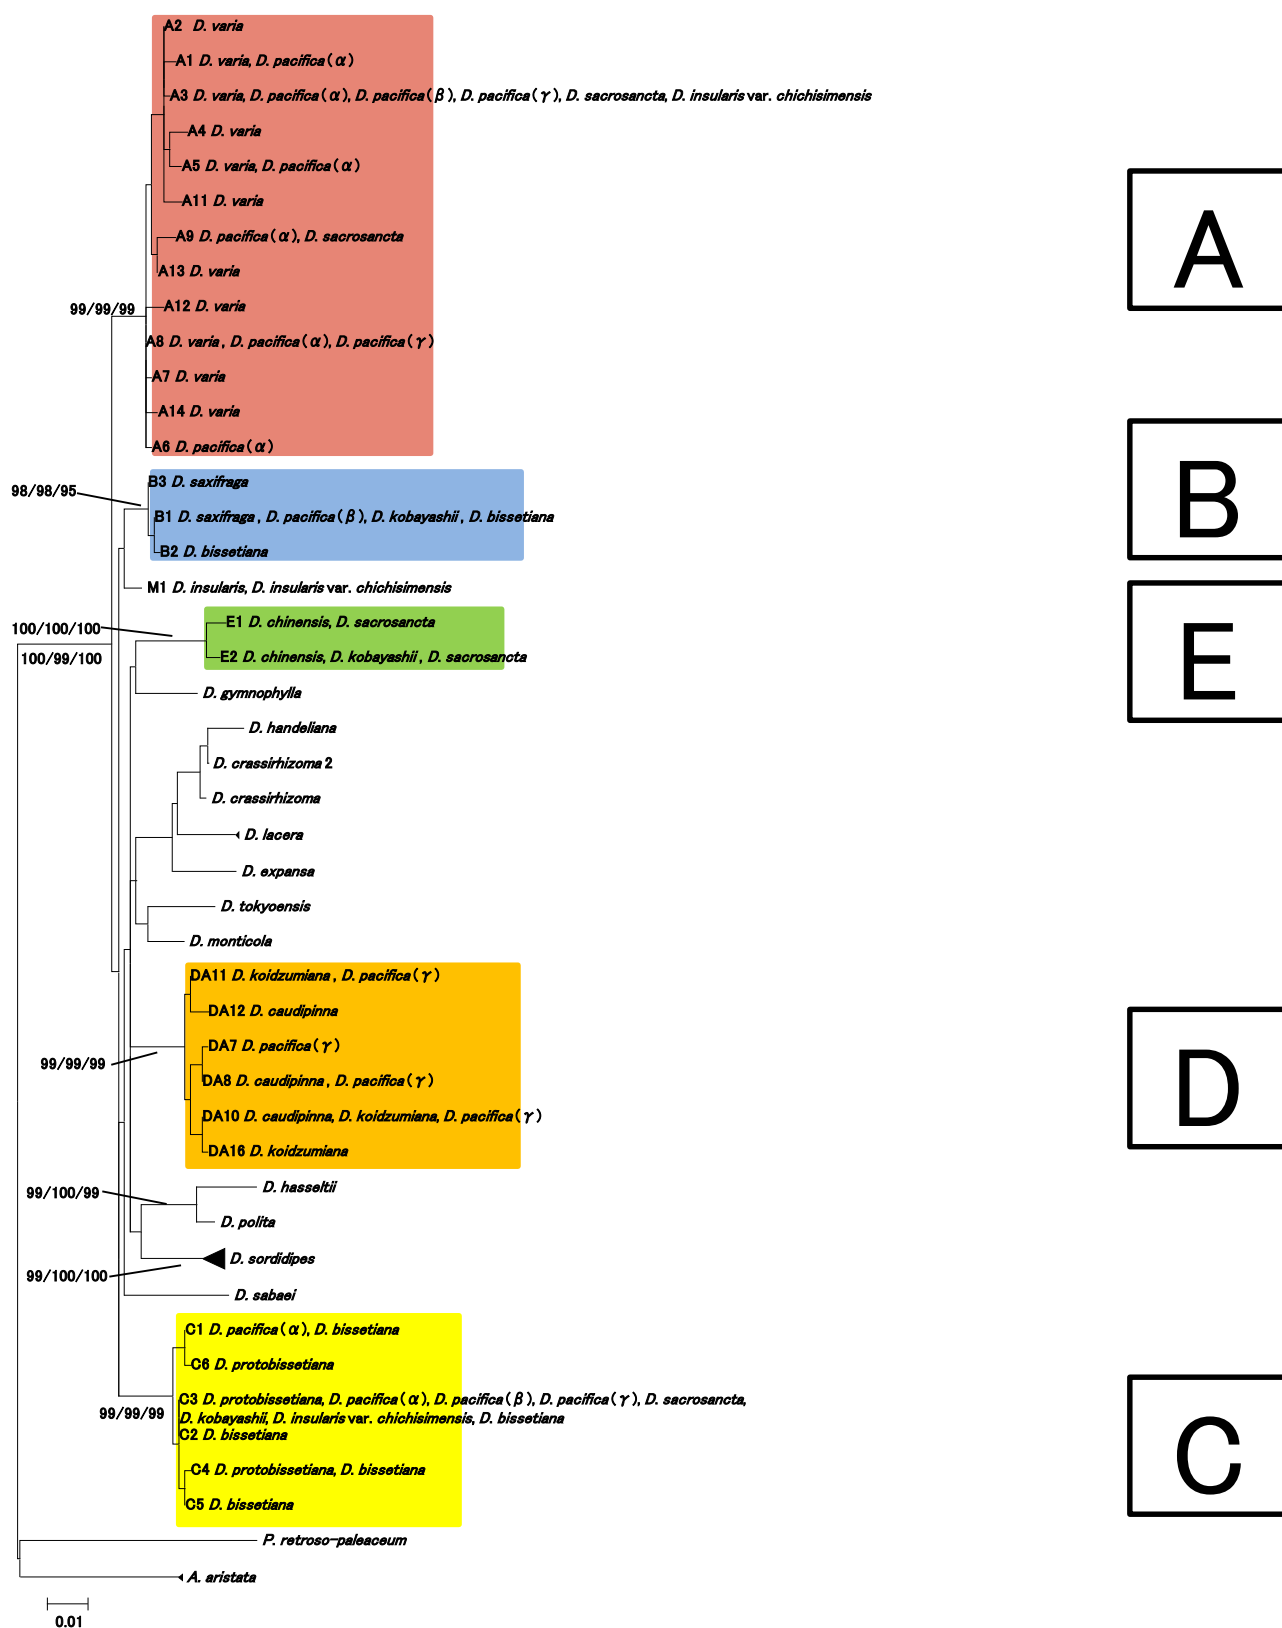 A2 D. varia
A1 D. varia, D. pacifica(α)
A3 D. varia, D. pacifica(α), D. pacifica(β), D. pacifica(γ), D. sacrosancta, D. insularis var. chichisimensis
A4 D. varia
A5 D. varia, D. pacifica(α)
A
A11 D. varia
A9 D. pacifica(α), D. sacrosancta
A13 D. varia
99/99/99
A12 D. varia
A8 D. varia, D. pacifica(α), D. pacifica(γ)
A7 D. varia
A14 D. varia
A6 D. pacifica(α)
B
98/98/95
B3 D. saxifraga
B1 D. saxifraga, D. pacifica(β), D. kobayashii, D. bissetiana
B2 D. bissetiana
M1 D. insularis, D. insularis var. chichisimensis
E
100/100/100
E1 D. chinensis, D. sacrosancta
100/99/100
E2 D. chinensis, D. kobayashii, D. sacrosancta
D. gymnophylla
D. handeliana
D. crassirhizoma 2
D. crassirhizoma
D. lacera
D. expansa
D. tokyoensis
D. monticola
DA11 D. koidzumiana, D. pacifica(γ)
DA12 D. caudipinna
DA7 D. pacifica(γ)
99/99/99
DA8 D. caudipinna, D. pacifica(γ)
D
DA10 D. caudipinna, D. koidzumiana, D. pacifica(γ)
DA16 D. koidzumiana
99/100/99
D. hasseltii
D. polita
D. sordidipes
99/100/100
D. sabaei
C1 D. pacifica(α), D. bissetiana
C6 D. protobissetiana
C3 D. protobissetiana, D. pacifica(α), D. pacifica(β), D. pacifica(γ), D. sacrosancta,
D. kobayashii, D. insularis var. chichisimensis, D. bissetiana
99/99/99
C2 D. bissetiana
C
C4 D. protobissetiana, D. bissetiana
C5 D. bissetiana
P. retroso-paleaceum
A. aristata
0.01